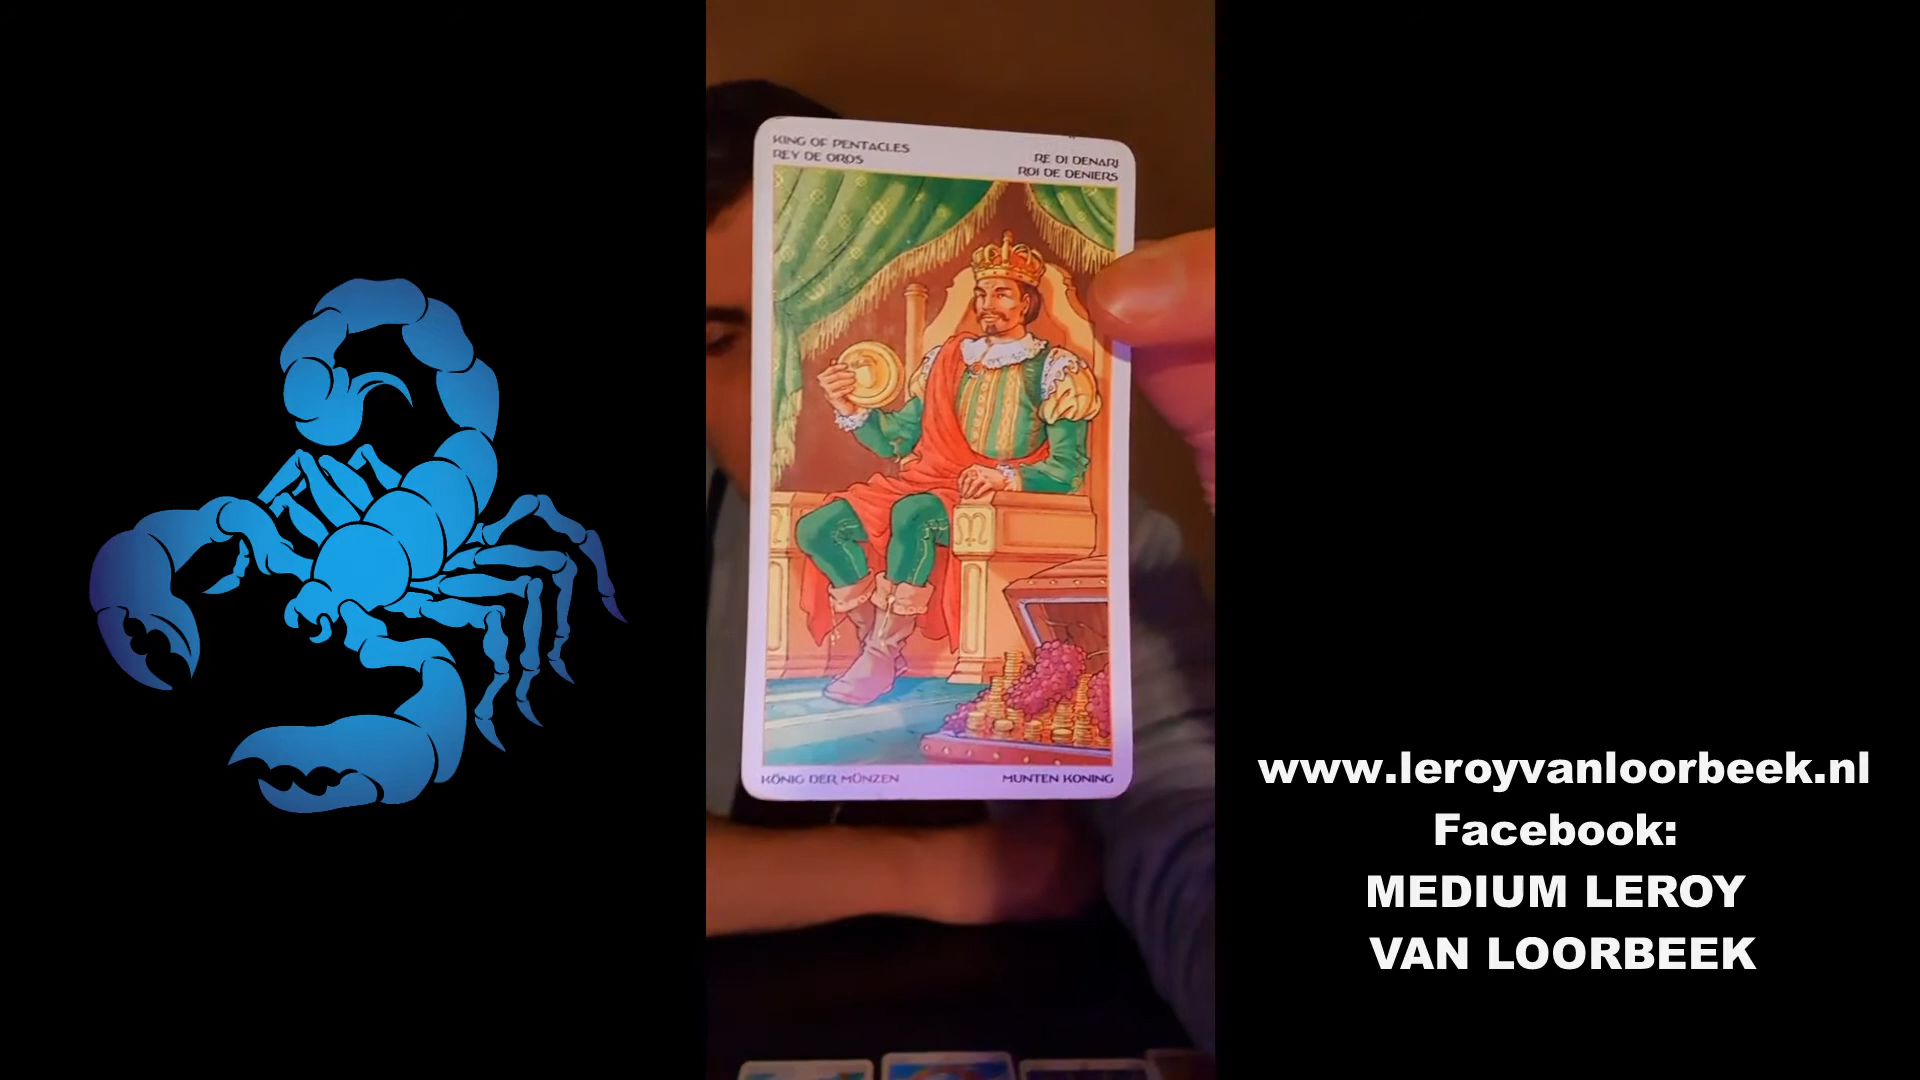 KING OF PENTACLES
REY DE OROS
RE DI DENARI
ROI DE DENIERS
KÖNIG DER MÜNZEN
MUNTEN KONING
www.leroyvanloorbeek.nl
Facebook:
MEDIUM LEROY
VAN LOORBEEK